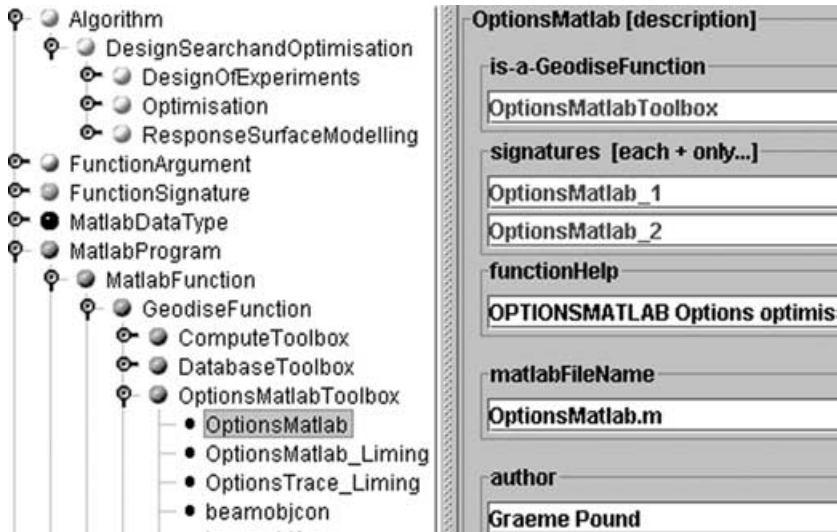 Algorithm
DesignSearchandOptimisation
DesignOfExperiments
Optimisation
ResponseSurfaceModelling
FunctionArgument
FunctionSignature
MatlabDataType
MatlabProgram
MatlabFunction
GeodiseFunction
ComputeToolbox
DatabaseToolbox
OptionsMatlabToolbox
OptionsMatlab
OptionsMatlab_Liming
OptionsTrace_Liming
beamobjcon
OptionsMatlab [description]
is-a-GeodiseFunction
OptionsMatlabToolbox
signatures [each + only...]
OptionsMatlab_1
OptionsMatlab_2
functionHelp
OPTIONSMATLAB Options optimis
matlabFileName
OptionsMatlab.m
author
Graeme Pound